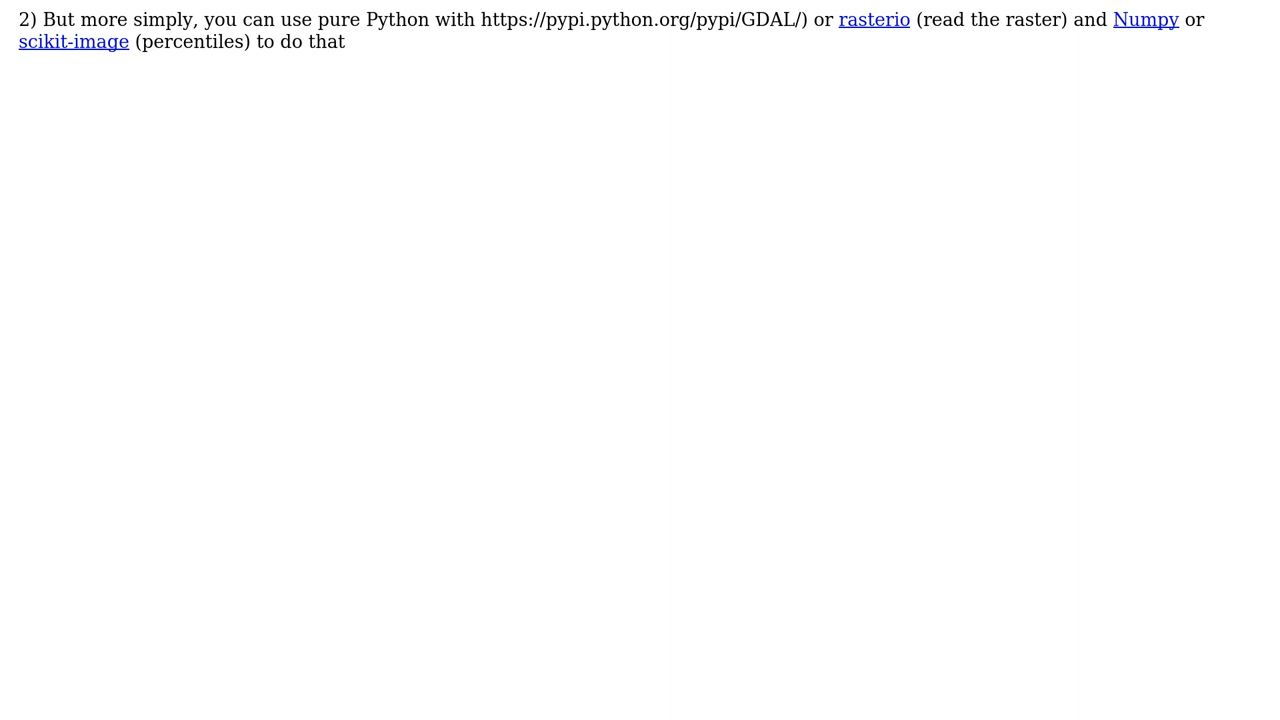 2) But more simply, you can use pure Python with https://pypi.python.org/pypi/GDAL/) or rasterio (read the raster) and Numpy or
scikit-image (percentiles) to do that